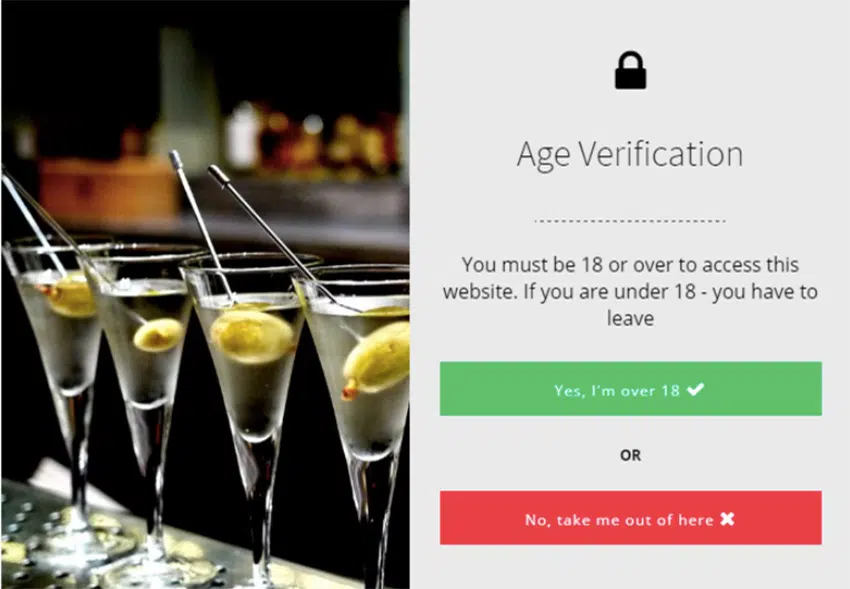 Age Verification
You must be 18 or over to access this
website. If you are under 18 - you have to
leave
Yes, I'm over 18
OR
No, take me out of here